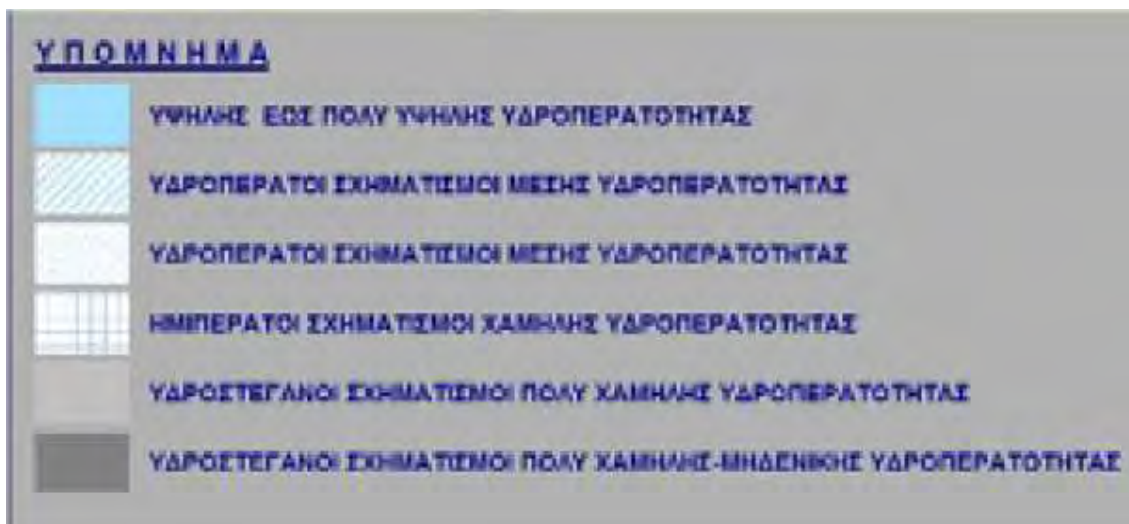 ΥΠΟΜΝΗΜΑ
ΥΨΗΛΗΣ ΕΩΣ ΠΟΛΥ ΥΨΗΛΗΣ ΥΔΡΟΠΕΡΑΤΟΤΗΤΑΣ
ΥΔΡΟΠΕΡΑΤΟΙ ΣΧΗΜΑΤΙΣΜΟΙ ΜΕΣΗΣ ΥΔΡΟΠΕΡΑΤΟΤΗΤΑΣ
ΥΔΡΟΠΕΡΑΤΟΙ ΣΧΗΜΑΤΙΣΜΟΙ ΜΕΣΗΣ ΥΔΡΟΠΕΡΑΤΟΤΗΤΑΣ
ΗΜΙΠΕΡΑΤΟΙ ΣΧΗΜΑΤΙΣΜΟΙ ΧΑΜΗΛΗΣ ΥΔΡΟΠΕΡΑΤΟΤΗΤΑΣ
ΥΔΡΟΣΤΕΓΑΝΟΙ ΣΧΗΜΑΤΙΣΜΟΙ ΠΟΛΥ ΧΑΜΗΛΗΣ ΥΔΡΟΠΕΡΑΤΟΤΗΤΑΣ
ΥΔΡΟΣΤΕΓΑΝΟΙ ΣΧΗΜΑΤΙΣΜΟΙ ΠΟΛΥ ΧΑΜΗΛΗΣ-ΜΗΔΕΝΙΚΗΣ ΥΔΡΟΠΕΡΑΤΟΤΗΤΑΣ